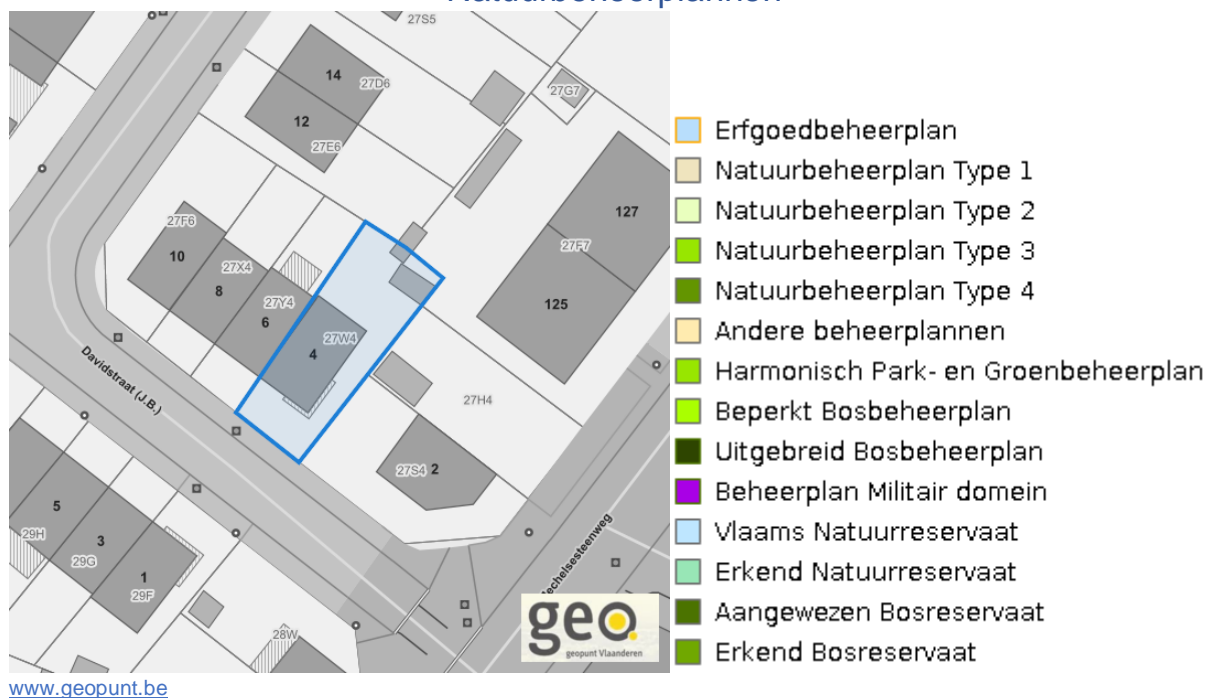 Natuurbeheerplannen
27S5
14
27D6
12
27E6
27G7
127
27F7
125
27F6
10
27X4
8
27Y4
6
27W4
4
27H4
27S4 2
Davidstraat (J.B.)
5
29H
3
29G
1
29F
28W
geo
geopunt Vlaanderen
Erfgoedbeheerplan
Natuurbeheerplan Type 1
Natuurbeheerplan Type 2
Natuurbeheerplan Type 3
Natuurbeheerplan Type 4
Andere beheerplannen
Harmonisch Park- en Groenbeheerplan
Beperkt Bosbeheerplan
Uitgebreid Bosbeheerplan
Beheerplan Militair domein
Vlaams Natuurreservaat
Erkend Natuurreservaat
Aangewezen Bosreservaat
Erkend Bosreservaat
www.geopunt.be